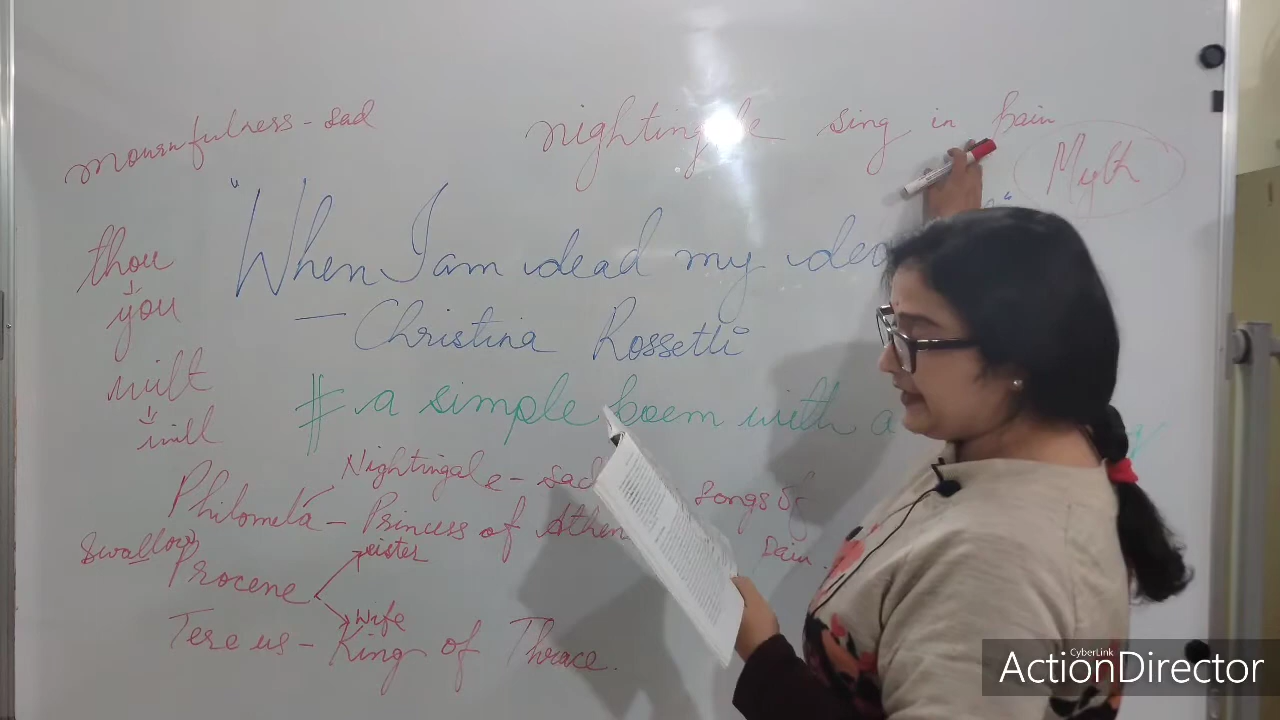 mournfulness - sad
nightingale sing in pain
Myth
"When I am dead my dea
- Christina Rossetti
# a simple poem with a
thou
you
wilt
will
Nightingale - sad
songs of
Pain.
Philomela - Princess of Athen
Swallow
Procene
sister
wife
Tereus - King of Thrace.
CyberLink
ActionDirector